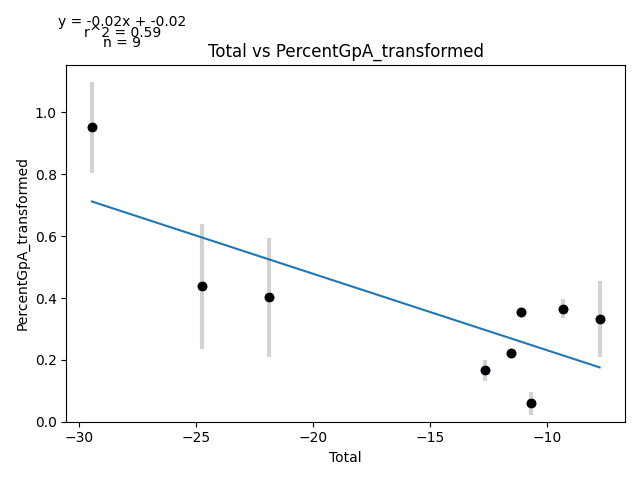 y = -0.02x + -0.02
r^2 = 0.59
n = 9
Total vs PercentGpA_transformed
PercentGpA_transformed
1.0
0.8
0.6
0.4
0.2
0.0
−30
−25
−20
−15
−10
Total